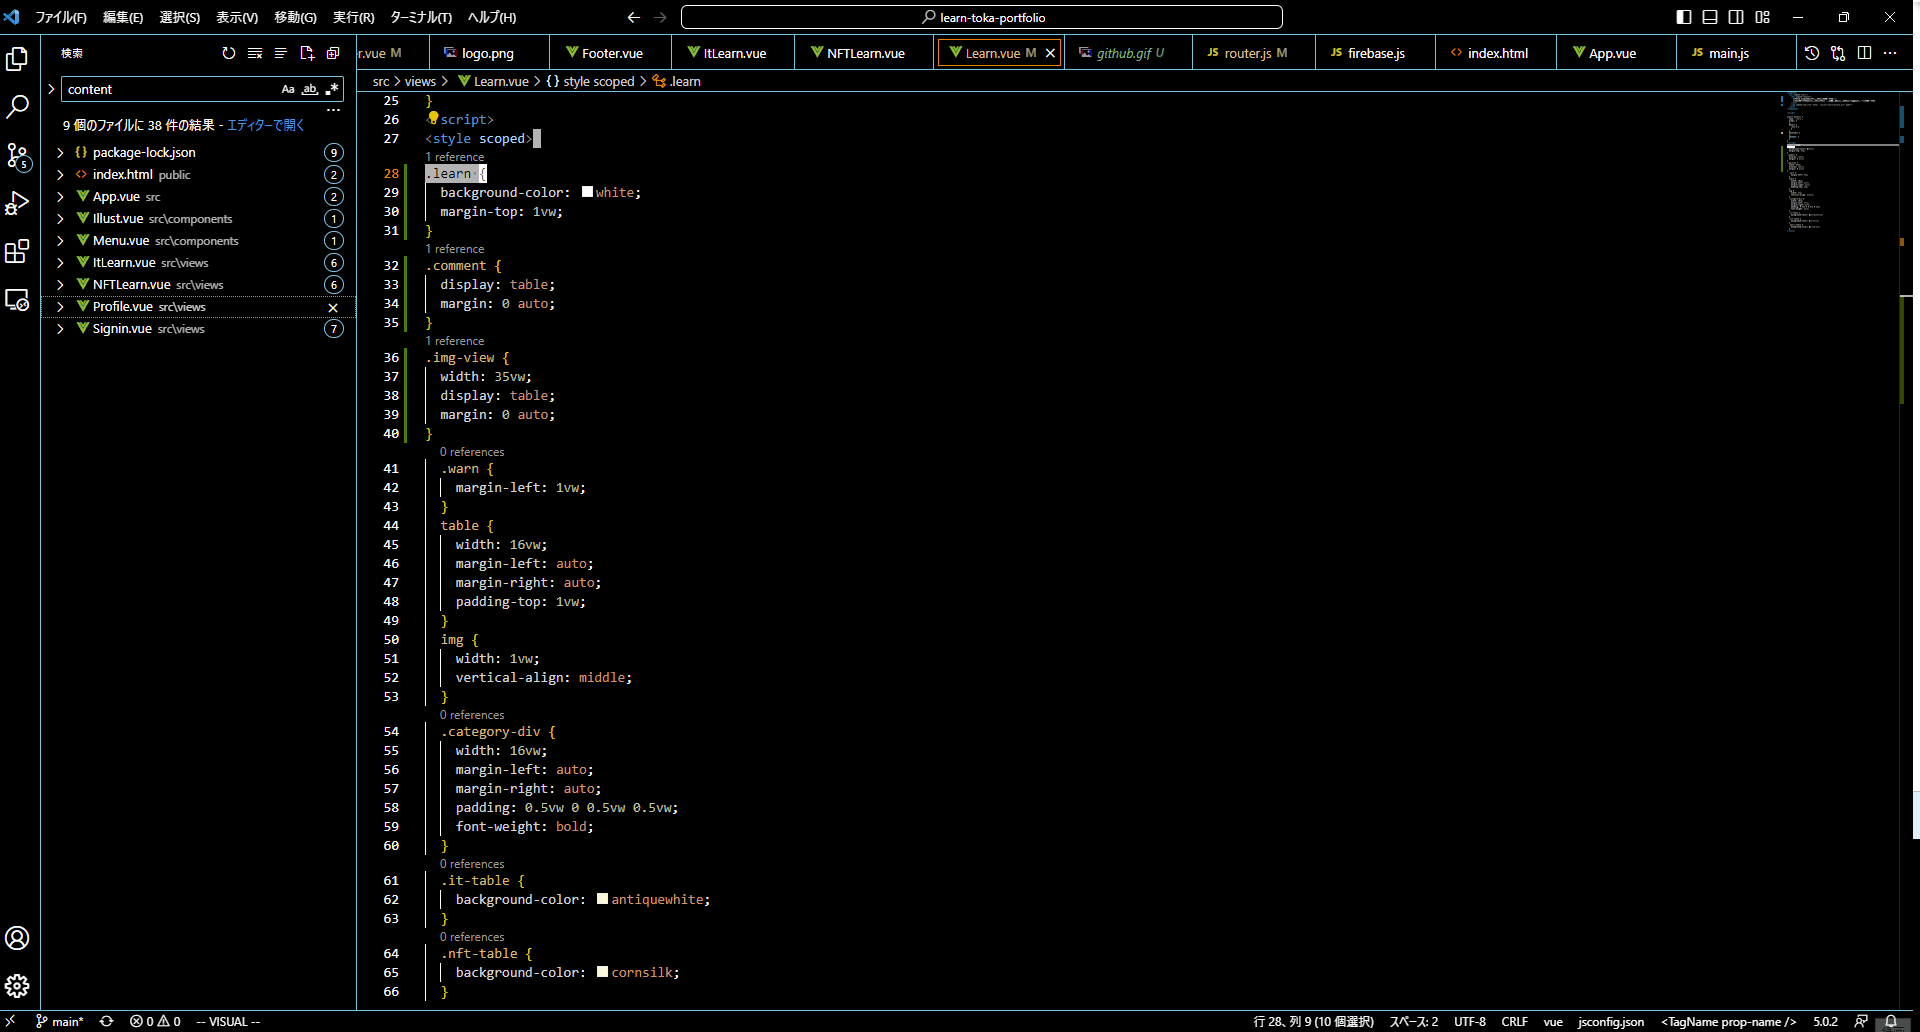 ファイル(F) 編集(E) 選択(S) 表示(V) 移動(G) 実行(R) ターミナル(T) ヘルプ(H)
learn-toka-portfolio
検索
content
Aa ab .*
9 個のファイルに 38 件の結果 - エディターで開く
{} package-lock.json 9
<> index.html public 2
App.vue src 2
Illust.vue src\components 1
Menu.vue src\components 1
ItLearn.vue src\views 6
NFTLearn.vue src\views 6
Profile.vue src\views
Signin.vue src\views 7
5
r.vue M logo.png Footer.vue ItLearn.vue NFTLearn.vue Learn.vue M github.gif U JS router.js M JS firebase.js <> index.html App.vue JS main.js
src > views > Learn.vue > {} style scoped > .learn
25 }
26 script>
27 <style scoped>
1 reference
28 .learn {
29 background-color: white;
30 margin-top: 1vw;
31 }
1 reference
32 .comment {
33 display: table;
34 margin: 0 auto;
35 }
1 reference
36 .img-view {
37 width: 35vw;
38 display: table;
39 margin: 0 auto;
40 }
0 references
41 .warn {
42 margin-left: 1vw;
43 }
44 table {
45 width: 16vw;
46 margin-left: auto;
47 margin-right: auto;
48 padding-top: 1vw;
49 }
50 img {
51 width: 1vw;
52 vertical-align: middle;
53 }
0 references
54 .category-div {
55 width: 16vw;
56 margin-left: auto;
57 margin-right: auto;
58 padding: 0.5vw 0 0.5vw 0.5vw;
59 font-weight: bold;
60 }
0 references
61 .it-table {
62 background-color: antiquewhite;
63 }
0 references
64 .nft-table {
65 background-color: cornsilk;
66 }
main* 0 0 -- VISUAL -- 行 28、列 9 (10 個選択) スペース: 2 UTF-8 CRLF vue jsconfig.json <TagName prop-name /> 5.0.2